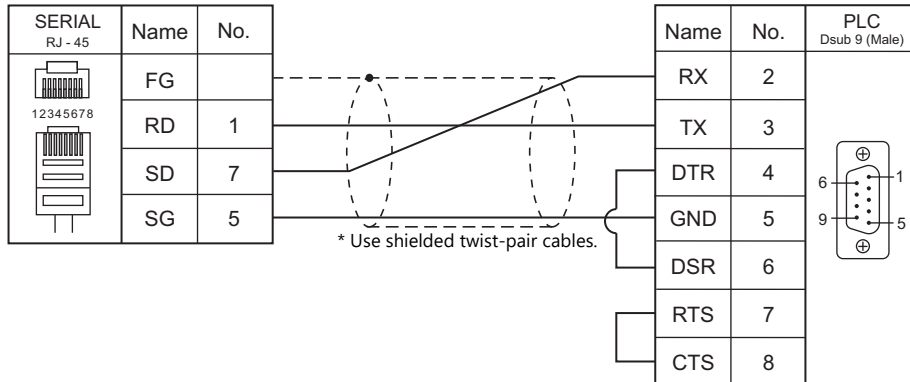 SERIAL
RJ - 45
Name No.
FG
RD 1
SD 7
SG 5
12345678
* Use shielded twist-pair cables.
Name No.
PLC
Dsub 9 (Male)
RX 2
TX 3
DTR 4
GND 5
DSR 6
RTS 7
CTS 8
6 1
9 5